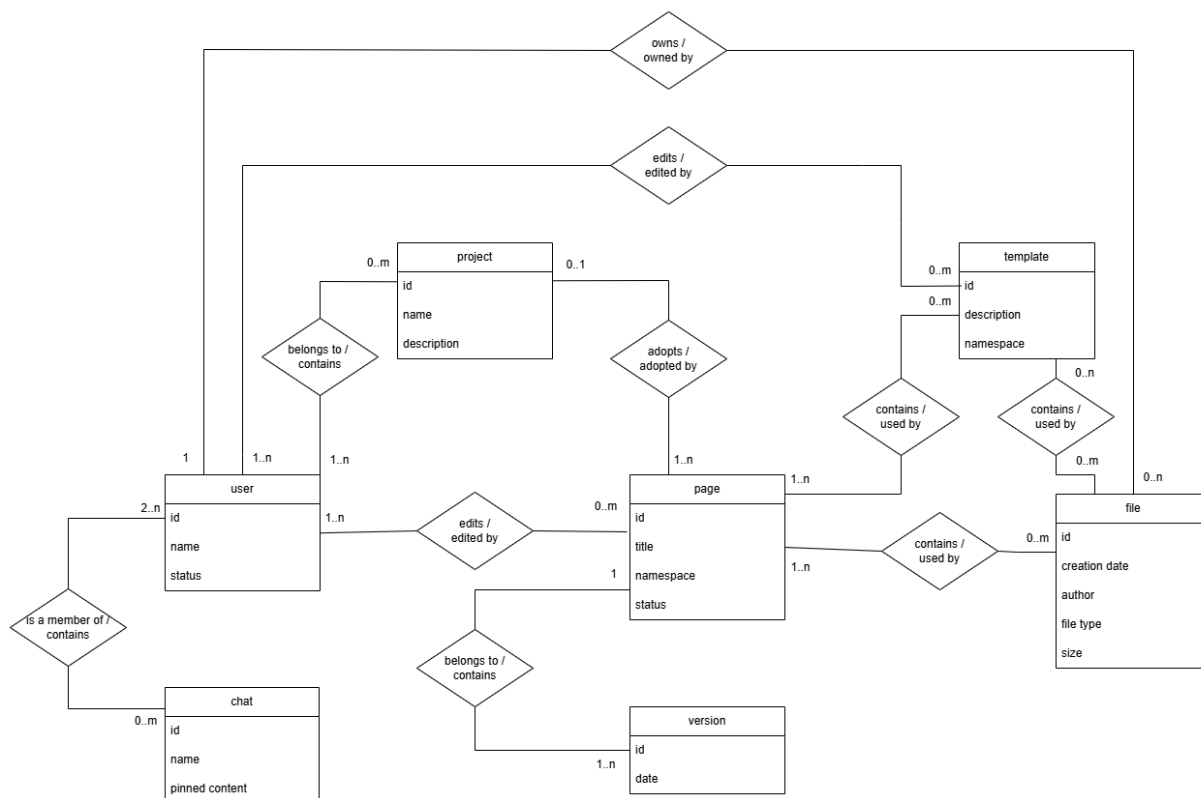 owns /
owned by
edits /
edited by
project
id
name
description
0..m
0..1
template
id
description
namespace
0..m
0..m
0..n
belongs to /
contains
adopts /
adopted by
contains /
used by
contains /
used by
1
1..n
1..n
1..n
1..n
0..m
0..n
user
id
name
status
2..n
1..n
edits /
edited by
0..m
page
id
title
namespace
status
1
1..n
contains /
used by
0..m
file
id
creation date
author
file type
size
is a member of /
contains
belongs to /
contains
chat
id
name
pinned content
0..m
version
id
date
1..n